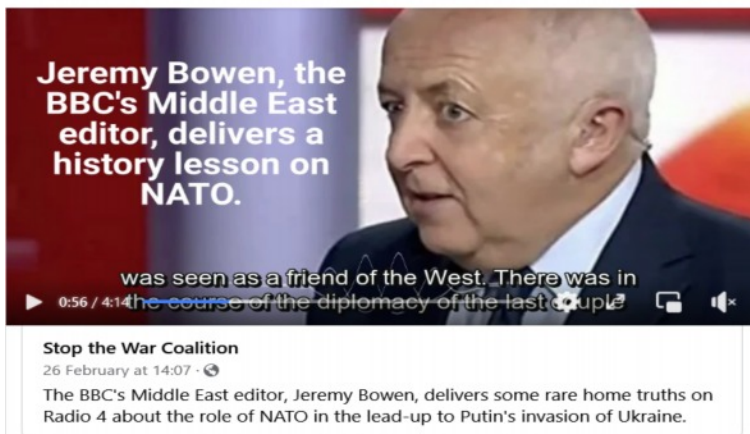 Jeremy Bowen, the
BBC's Middle East
editor, delivers a
history lesson on
NATO.
was seen as a friend of the West. There was in
the course of the diplomacy of the last couple
0:56 / 4:14
Stop the War Coalition
26 February at 14:07 ·
The BBC's Middle East editor, Jeremy Bowen, delivers some rare home truths on
Radio 4 about the role of NATO in the lead-up to Putin's invasion of Ukraine.